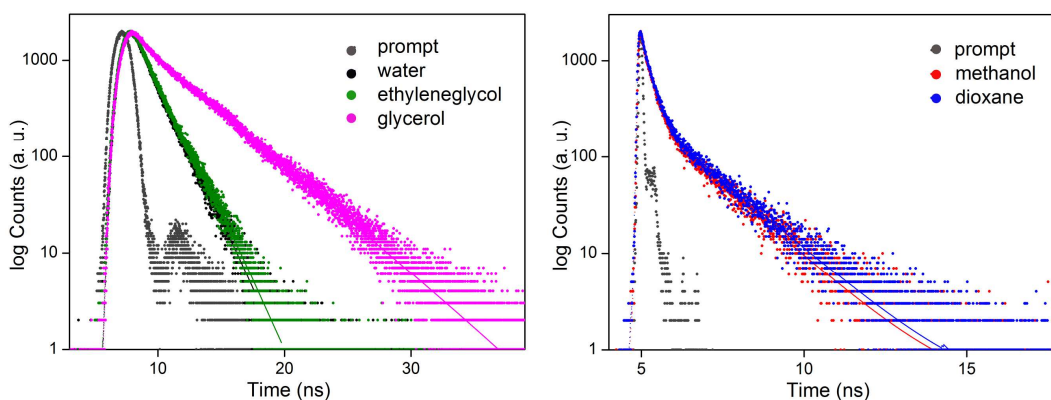 prompt
water
ethyleneglycol
glycerol
log Counts (a. u.)
1000
100
10
1
10
20
30
Time (ns)
prompt
methanol
dioxane
log Counts (a. u.)
1000
100
10
1
5
10
15
Time (ns)